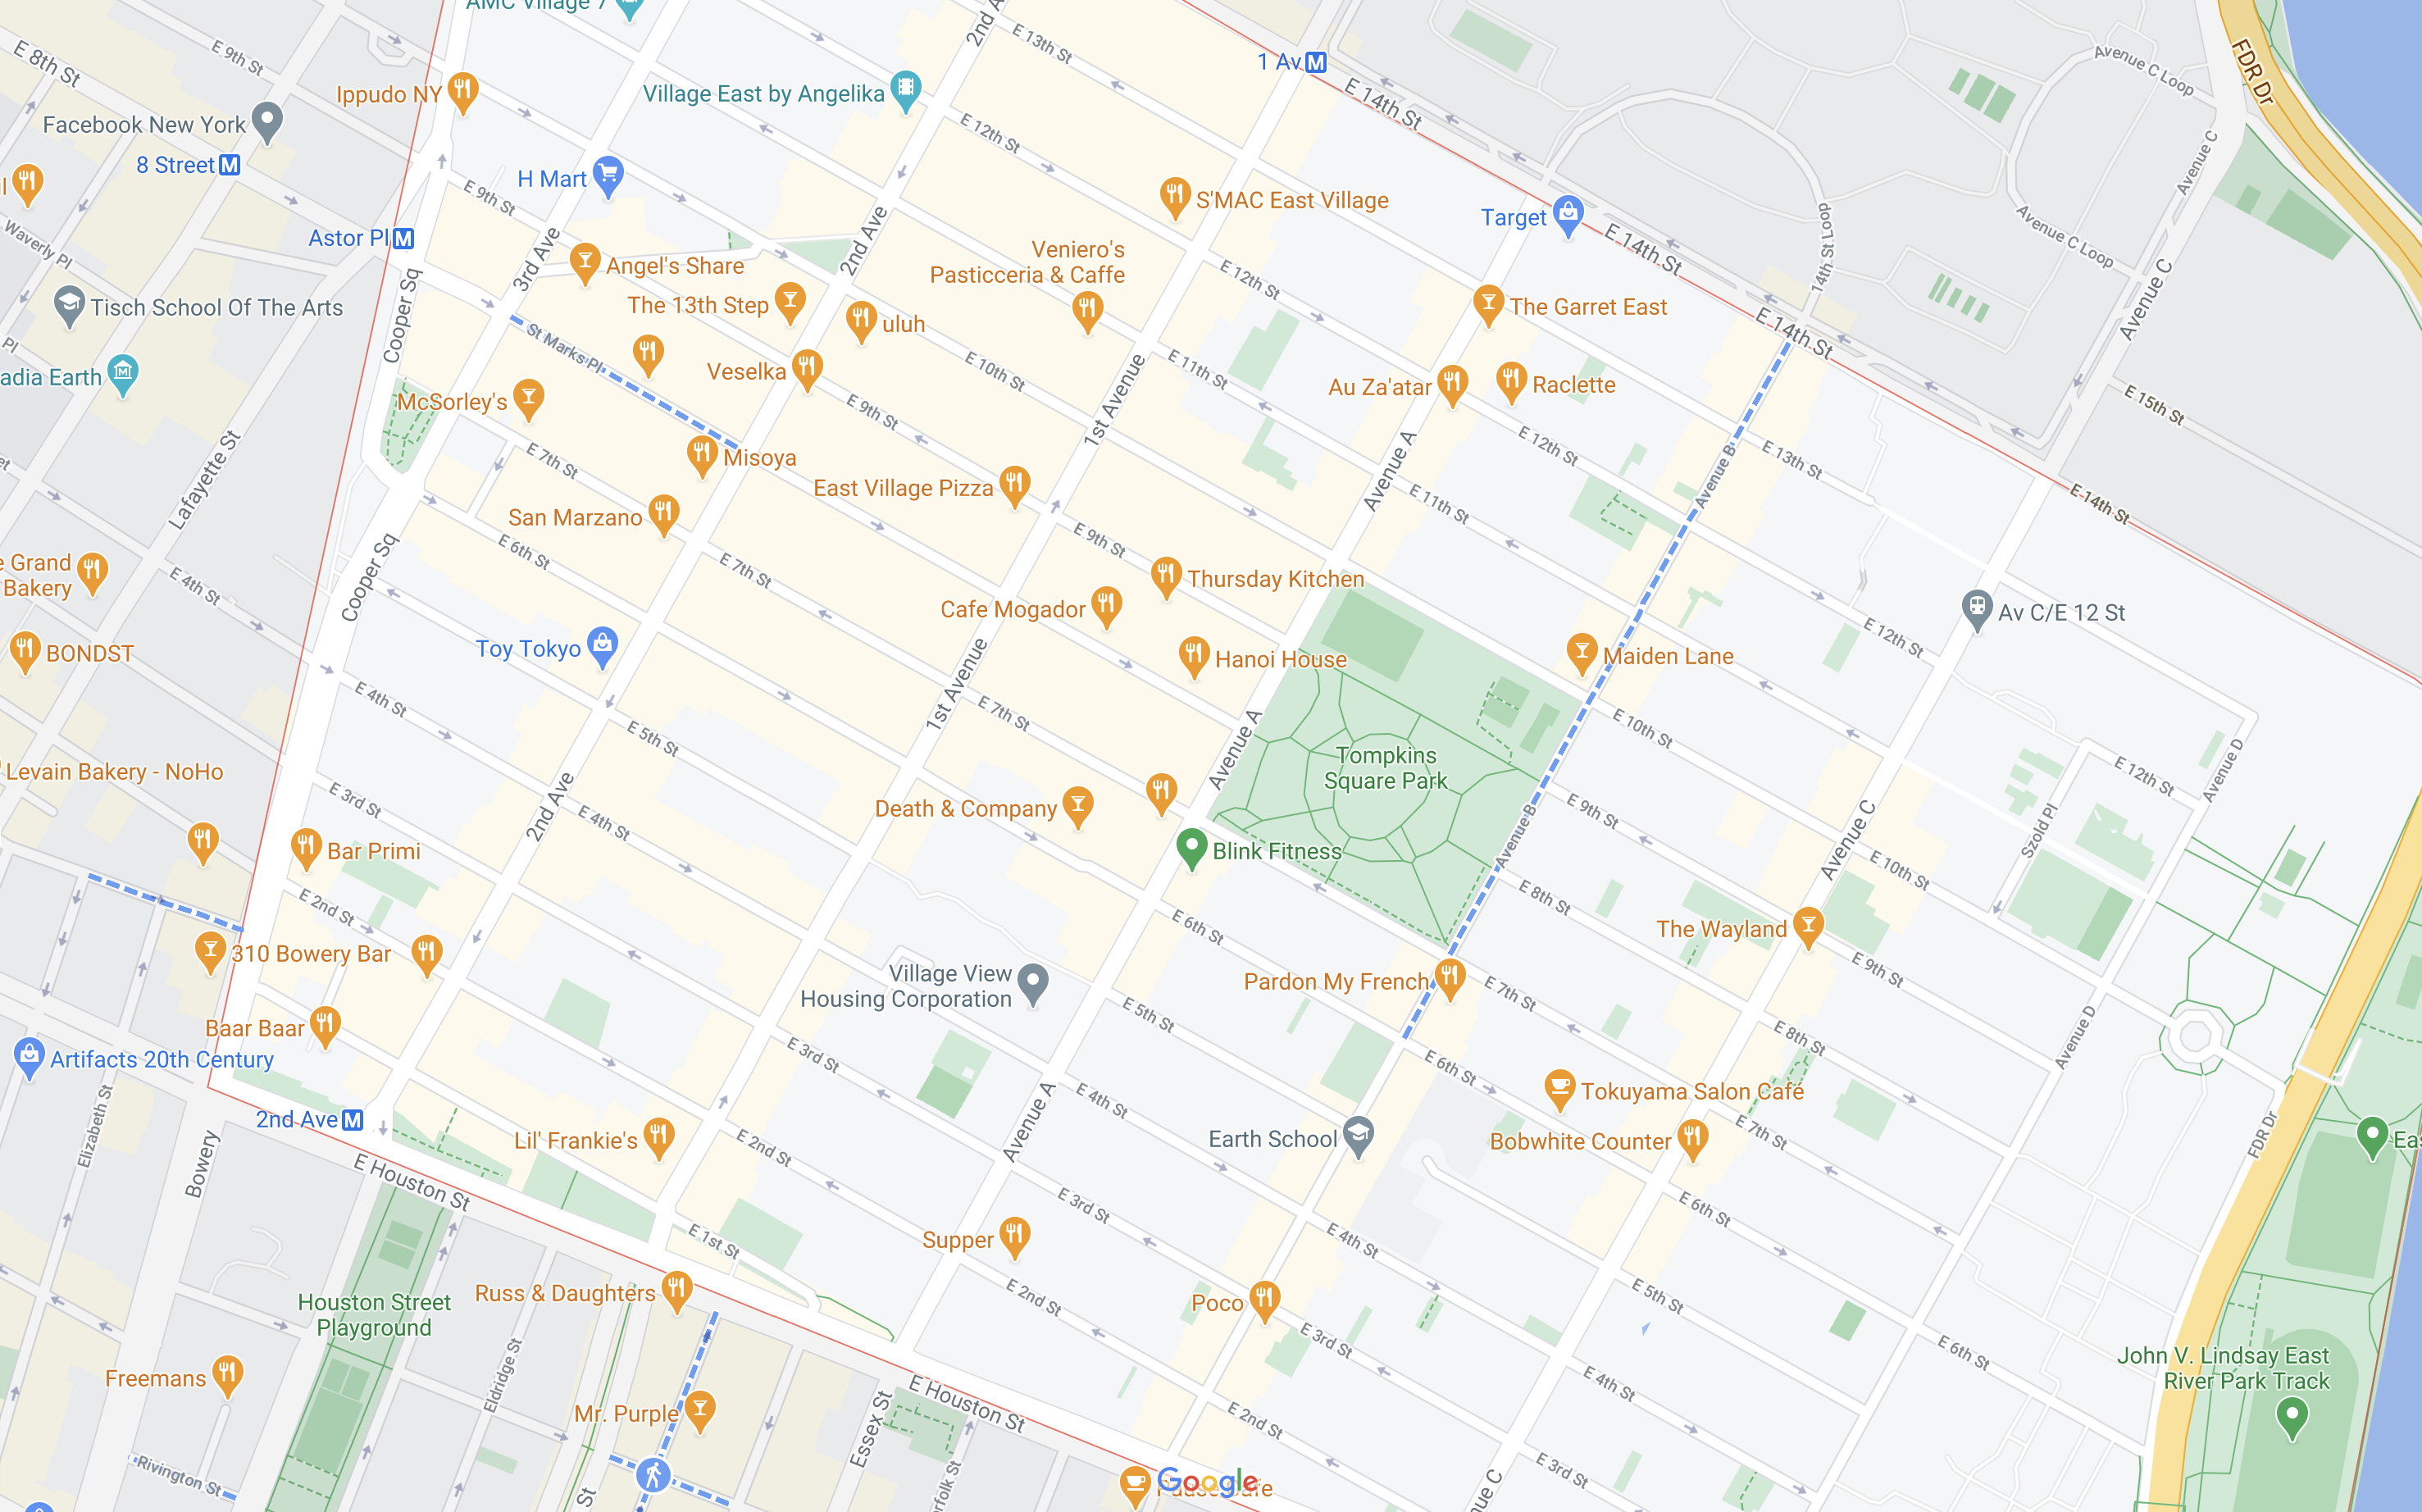 AMC Village 7
2nd A
E 13th St
1 Av M
E 14th St
Avenue C Loop
FDR Dr
E 8th St
E 9th St
Ippudo NY
Village East by Angelika
Facebook New York
8 Street M
E 12th St
Avenue C
H Mart
E 9th St
S'MAC East Village
Target
E 14th St
14th St Loop
Avenue C Loop
Waverly Pl
Astor Pl M
3rd Ave
2nd Ave
Angel's Share
Veniero's
Pasticceria & Caffe
E 12th St
Avenue C
Tisch School Of The Arts
Cooper Sq
The 13th Step
uluh
The Garret East
E 14th St
Pl
St Marks Pl
Veselka
E 10th St
E 11th St
1st Avenue
adia Earth
Au Za'atar
Raclette
E 15th St
McSorley's
E 9th St
Lafayette St
E 7th St
Misoya
Avenue A
E 12th St
Avenue B
E 13th St
East Village Pizza
E 11th St
E 14th St
San Marzano
E 6th St
E 7th St
E 9th St
e Grand
Bakery
E 4th St
Cooper Sq
Thursday Kitchen
Cafe Mogador
Av C/E 12 St
BONDST
Toy Tokyo
Hanoi House
Maiden Lane
E 12th St
E 4th St
1st Avenue
E 7th St
E 5th St
Avenue A
E 10th St
Tompkins
Square Park
Levain Bakery - NoHo
E 3rd St
2nd Ave
E 4th St
Death & Company
E 9th St
Avenue B
Avenue C
E 12th St
Avenue D
Szold Pl
Bar Primi
Blink Fitness
E 10th St
E 2nd St
E 6th St
E 8th St
The Wayland
310 Bowery Bar
Village View
Housing Corporation
Pardon My French
E 7th St
E 9th St
Baar Baar
E 5th St
E 8th St
Avenue D
Artifacts 20th Century
E 3rd St
E 6th St
Elizabeth St
2nd Ave M
Avenue A
E 4th St
Tokuyama Salon Café
Lil' Frankie's
E 2nd St
Earth School
Bobwhite Counter
E 7th St
FDR Dr
Eas
Bowery
E Houston St
E 3rd St
E 6th St
E 1st St
Supper
E 4th St
Russ & Daughters
Houston Street
Playground
E 2nd St
Poco
E 5th St
E 3rd St
E 6th St
Freemans
Eldridge St
E 4th St
John V. Lindsay East
River Park Track
Mr. Purple
Essex St
E Houston St
E 2nd St
Rivington St
St
rfolk St
Google
E 3rd St
nue C